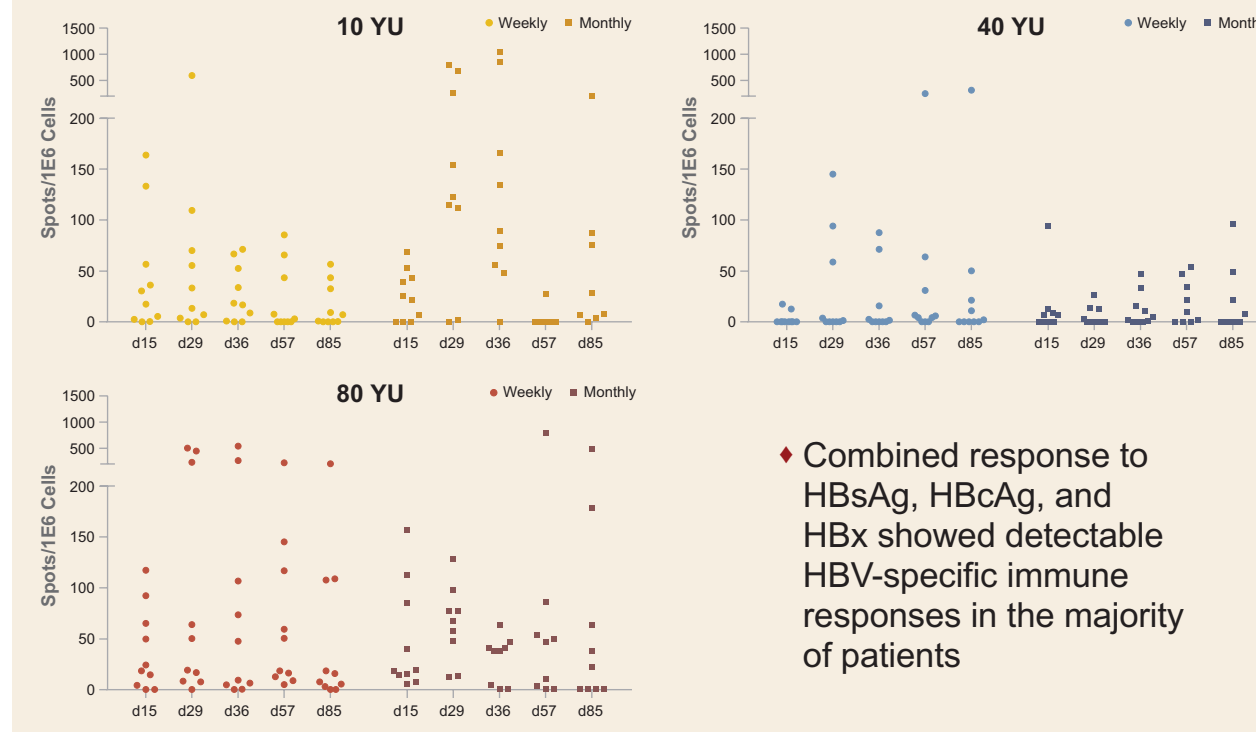 10 YU
Weekly Monthly
1500
1000
500
200
150
100
50
0
Spots/1E6 Cells
d15 d29 d36 d57 d85 d15 d29 d36 d57 d85
40 YU
Weekly Month
1500
1000
500
200
150
100
50
0
Spots/1E6 Cells
d15 d29 d36 d57 d85 d15 d29 d36 d57 d85
80 YU
Weekly Monthly
1500
1000
500
200
150
100
50
0
Spots/1E6 Cells
d15 d29 d36 d57 d85 d15 d29 d36 d57 d85
Combined response to
HBsAg, HBcAg, and
HBx showed detectable
HBV-specific immune
responses in the majority
of patients